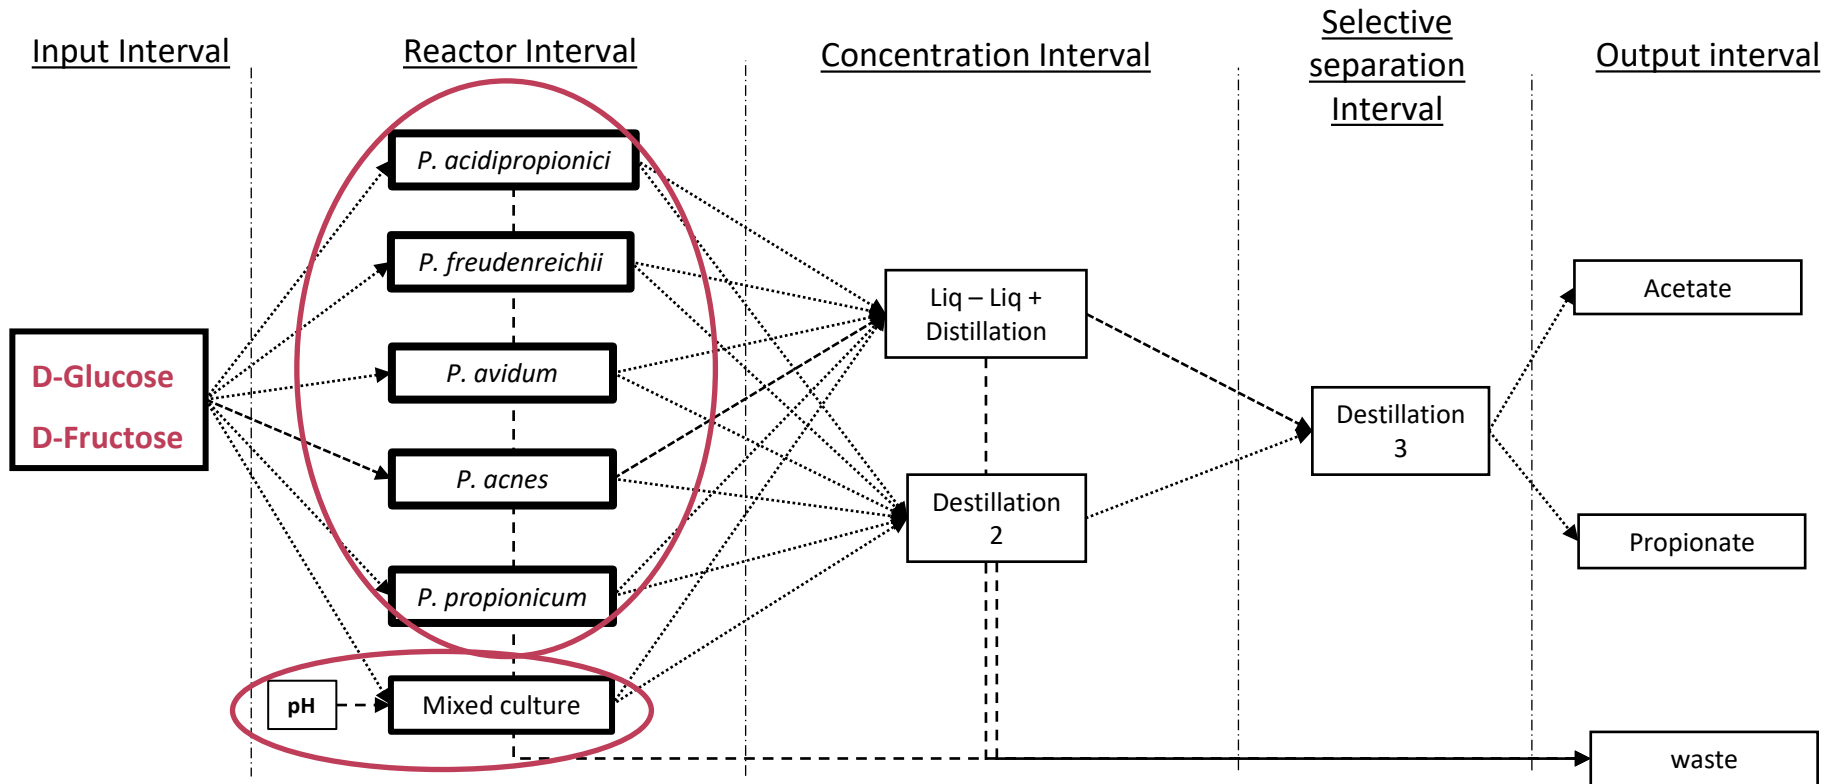 Input Interval
Reactor Interval
Concentration Interval
Selective
separation
Interval
Output interval
D-Glucose
D-Fructose
P. acidipropionici
P. freudenreichii
P. avidum
P. acnes
P. propionicum
pH
Mixed culture
Liq – Liq +
Distillation
Destillation
2
Destillation
3
Acetate
Propionate
waste